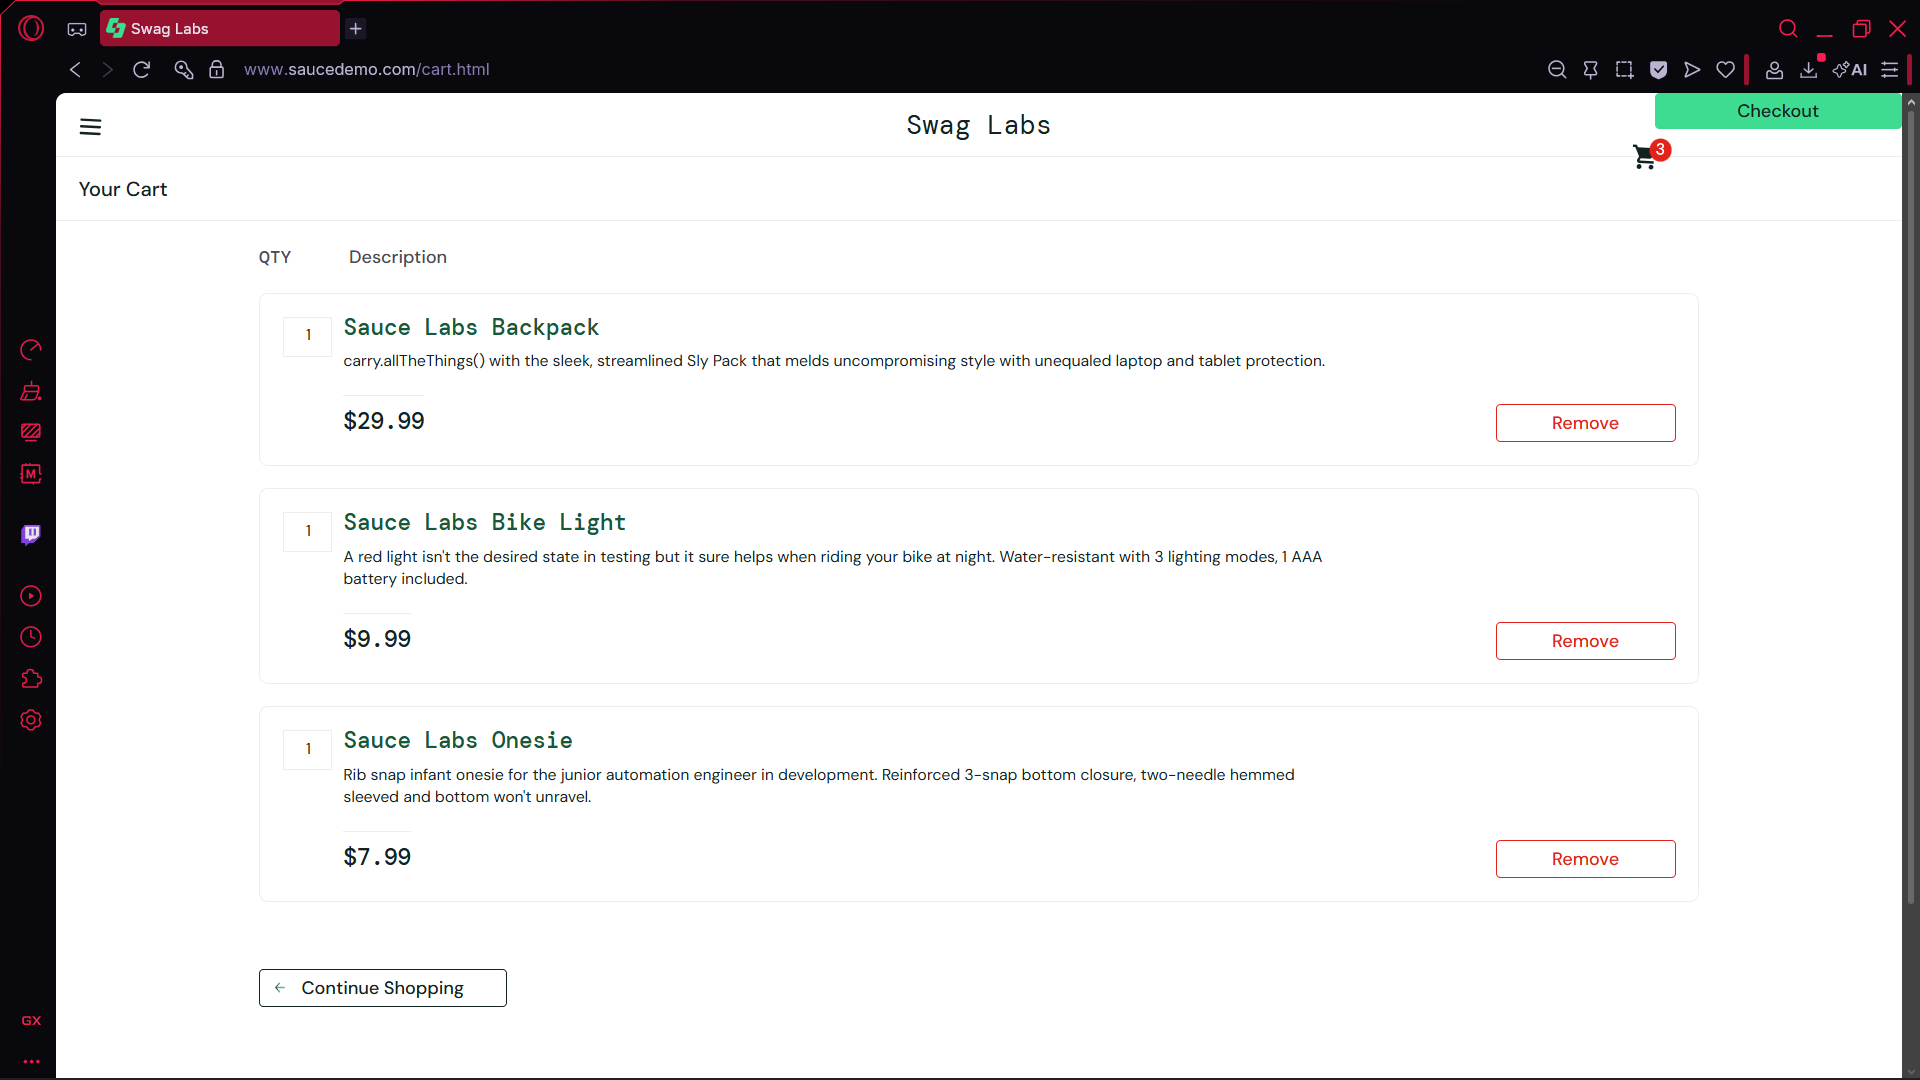 Swag Labs
www.saucedemo.com/cart.html
AI
Swag Labs
Checkout
3
Your Cart
QTY Description
1 Sauce Labs Backpack
carry.allTheThings() with the sleek, streamlined Sly Pack that melds uncompromising style with unequaled laptop and tablet protection.
$29.99
Remove
1 Sauce Labs Bike Light
A red light isn't the desired state in testing but it sure helps when riding your bike at night. Water-resistant with 3 lighting modes, 1 AAA
battery included.
$9.99
Remove
1 Sauce Labs Onesie
Rib snap infant onesie for the junior automation engineer in development. Reinforced 3-snap bottom closure, two-needle hemmed
sleeved and bottom won't unravel.
$7.99
Remove
Continue Shopping
M
GX